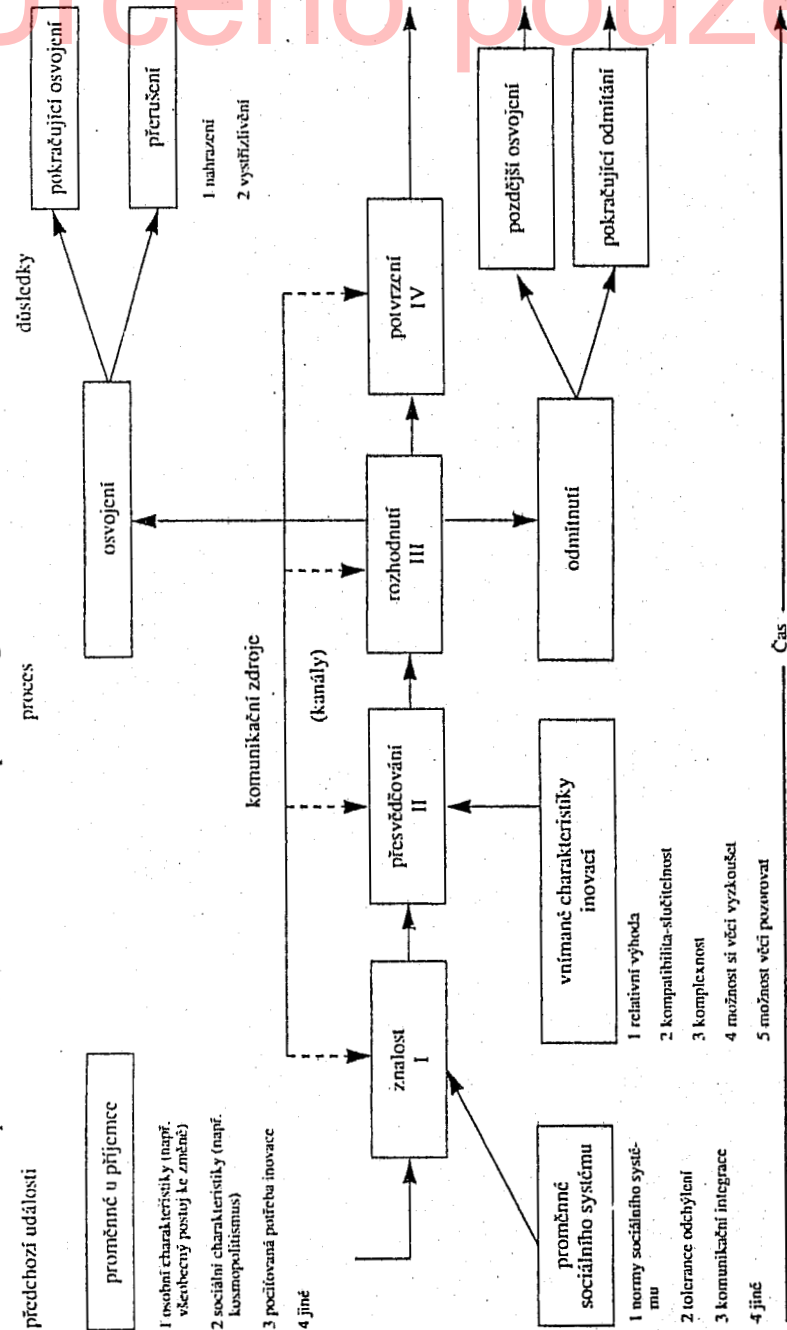 určeno pouze
předchozí události
proces
důsledky
proměnné u příjemce
1 osobní charakteristiky (např.
všeobecný postoj ke změně)
2 sociální charakteristiky (např.
kosmopolitismus)
3 pociťovaná potřeba inovace
4 jiné
proměnné
sociálního systému
1 normy sociálního systé-
mu
2 tolerance odchýlení
3 komunikační integrace
4 jiné
komunikační zdroje
(kanály)
znalost
I
přesvědčování
II
rozhodnutí
III
potvrzení
IV
vnímané charakteristiky
inovací
1 relativní výhoda
2 kompatibilita-slučitelnost
3 komplexnost
4 možnost si věci vyzkoušet
5 možnost věci pozorovat
osvojení
pokračující osvojení
přerušení
1 nahrazení
2 vystřízlivění
odmítnutí
pozdější osvojení
pokračující odmítání
Čas